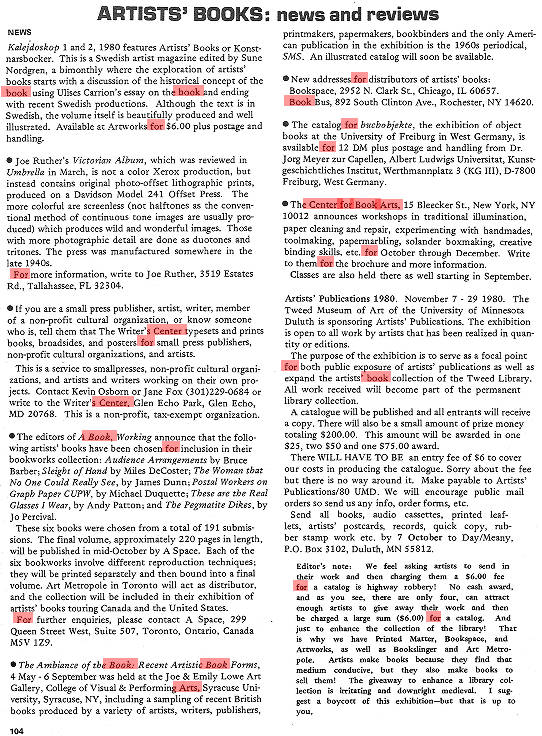 ARTISTS' BOOKS: news and reviews
NEWS
Kalejdoskop 1 and 2, 1980 features Artists' Books or Konst-
narsbocker. This is a Swedish artist magazine edited by Sune
Nordgren, a bimonthly where the exploration of artists'
books starts with a discussion of the historical concept of the
book using Ulises Carrion's essay on the book and ending
with recent Swedish productions. Although the text is in
Swedish, the volume itself is beautifully produced and well
illustrated. Available at Artworks for $6.00 plus postage and
handling.
● Joe Ruther's Victorian Album, which was reviewed in
Umbrella in March, is not a color Xerox production, but
instead contains original photo-offset lithographic prints,
produced on a Davidson Model 241 Offset Press. The
more colorful are screenless (not halftones as the conven-
tional method of continuous tone images are usually pro-
duced) which produces wild and wonderful images. Those
with more photographic detail are done as duotones and
tritones. The press was manufactured somewhere in the
late 1940s.
For more information, write to Joe Ruther, 3519 Estates
Rd., Tallahassee, FL 32304.
● If you are a small press publisher, artist, writer, member
of a non-profit cultural organization, or know someone
who is, tell them that The Writer's Center typesets and prints
books, broadsides, and posters for small press publishers,
non-profit cultural organizations, and artists.
This is a service to smallpresses, non-profit cultural organi-
zations, and artists and writers working on their own pro-
jects. Contact Kevin Osborn or Jane Fox (301)229-0684 or
write to the Writer's Center, Glen Echo Park, Glen Echo,
MD 20768. This is a non-profit, tax-exempt organization.
● The editors of A Book, Working announce that the follo-
wing artists' books have been chosen for inclusion in their
bookworks collection: Audience Arrangements by Bruce
Barber; Sleight of Hand by Miles DeCoster; The Woman that
No One Could Really See, by James Dunn; Postal Workers on
Graph Paper CUPW, by Michael Duquette; These are the Real
Glasses I Wear, by Andy Patton; and The Pegmatite Dikes, by
Jo Percival.
These six books were chosen from a total of 191 submis-
sions. The final volume, approximately 220 pages in length,
will be published in mid-October by A Space. Each of the
six bookworks involve different reproduction techniques;
they will be printed separately and then bound into a final
volume. Art Metropole in Toronto will act as distributor,
and the collection will be included in their exhibition of
artists' books touring Canada and the United States.
For further enquiries, please contact A Space, 299
Queen Street West, Suite 507, Toronto, Ontario, Canada
M5V 1Z9.
● The Ambiance of the Book: Recent Artistic Book Forms,
4 May - 6 September was held at the Joe & Emily Lowe Art
Gallery, College of Visual & Performing Arts, Syracuse Uni-
versity, Syracuse, NY, including a sampling of recent British
books produced by a variety of artists, writers, publishers,
104
printmakers, papermakers, bookbinders and the only Ameri-
can publication in the exhibition is the 1960s periodical,
SMS. An illustrated catalog will soon be available.
● New addresses for distributors of artists' books:
Bookspace, 2952 N. Clark St., Chicago, IL 60657.
Book Bus, 892 South Clinton Ave., Rochester, NY 14620.
● The catalog for buchobjekte, the exhibition of object
books at the University of Freiburg in West Germany, is
available for 12 DM plus postage and handling from Dr.
Jorg Meyer zur Capellen, Albert Ludwigs Universitat, Kunst-
geschichtliches Institut, Werthmannplatz 3 (KG III), D-7800
Freiburg, West Germany.
● The Center for Book Arts, 15 Bleecker St., New York, NY
10012 announces workshops in traditional illumination,
paper cleaning and repair, experimenting with handmades,
toolmaking, papermarbling, solander boxmaking, creative
binding skills, etc. for October through December. Write
to them for the brochure and more information.
Classes are also held there as well starting in September.
Artists' Publications 1980. November 7 - 29 1980. The
Tweed Museum of Art of the University of Minnesota
Duluth is sponsoring Artists' Publications. The exhibition
is open to all work by artists that has been realized in quan-
tity or editions.
The purpose of the exhibition is to serve as a focal point
for both public exposure of artists' publications as well as
expand the artists' book collection of the Tweed Library.
All work received will become part of the permanent
library collection.
A catalogue will be published and all entrants will receive
a copy. There will also be a small amount of prize money
totalling $200.00. This amount will be awarded in one
$25, two $50 and one $75.00 award.
There WILL HAVE TO BE an entry fee of $6 to cover
our costs in producing the catalogue. Sorry about the fee
but there is no way around it. Make payable to Artists'
Publications/80 UMD. We will encourage public mail
orders so send us any info, order forms, etc.
Send all books, audio cassettes, printed leaf-
lets, artists' postcards, records, quick copy, rub-
ber stamp work etc. by 7 October to Day/Meany,
P.O. Box 3102, Duluth, MN 55812.
Editor's note: We feel asking artists to send in
their work and then charging them a $6.00 fee
for a catalog is highway robbery! No cash award,
and as you see, there are only four, can attract
enough artists to give away their work and then
be charged a large sum ($6.00) for a catalog. And
just to enhance the collection of the library! That
is why we have Printed Matter, Bookspace, and
Artworks, as well as Bookslinger and Art Metro-
pole. Artists make books because they find that
medium conducive, but they also make books to
sell them! The giveaway to enhance a library col-
lection is irritating and downright medieval. I sug-
gest a boycott of this exhibition—but that is up to
you.